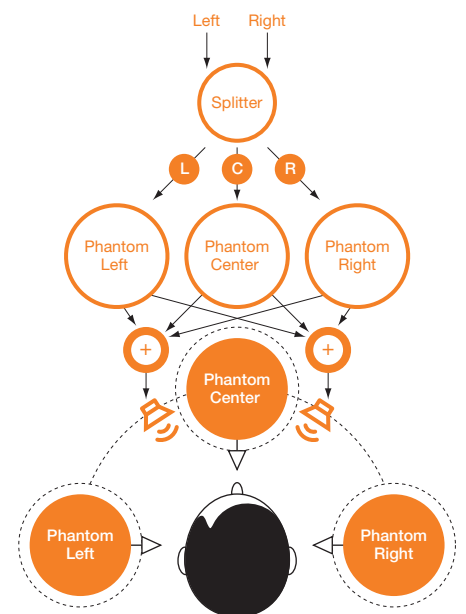 Left Right
Splitter
L C R
Phantom Phantom Phantom
Left Center Right
+ +
Phantom
Center
Phantom Phantom
Left Right